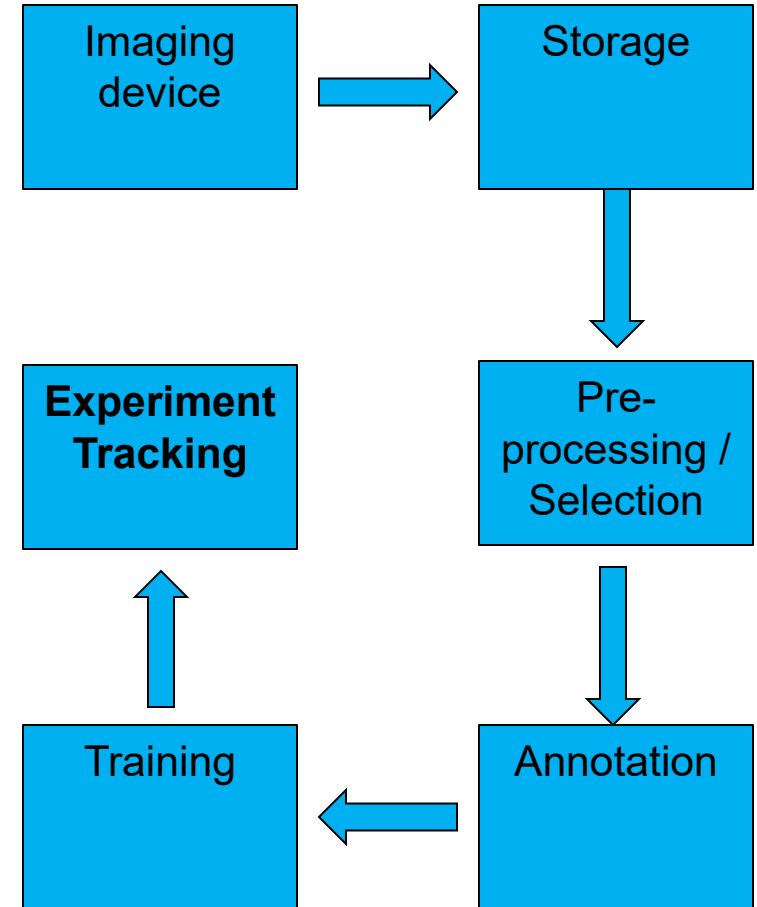 Imaging
device
Storage
Experiment
Tracking
Pre-
processing /
Selection
Training
Annotation